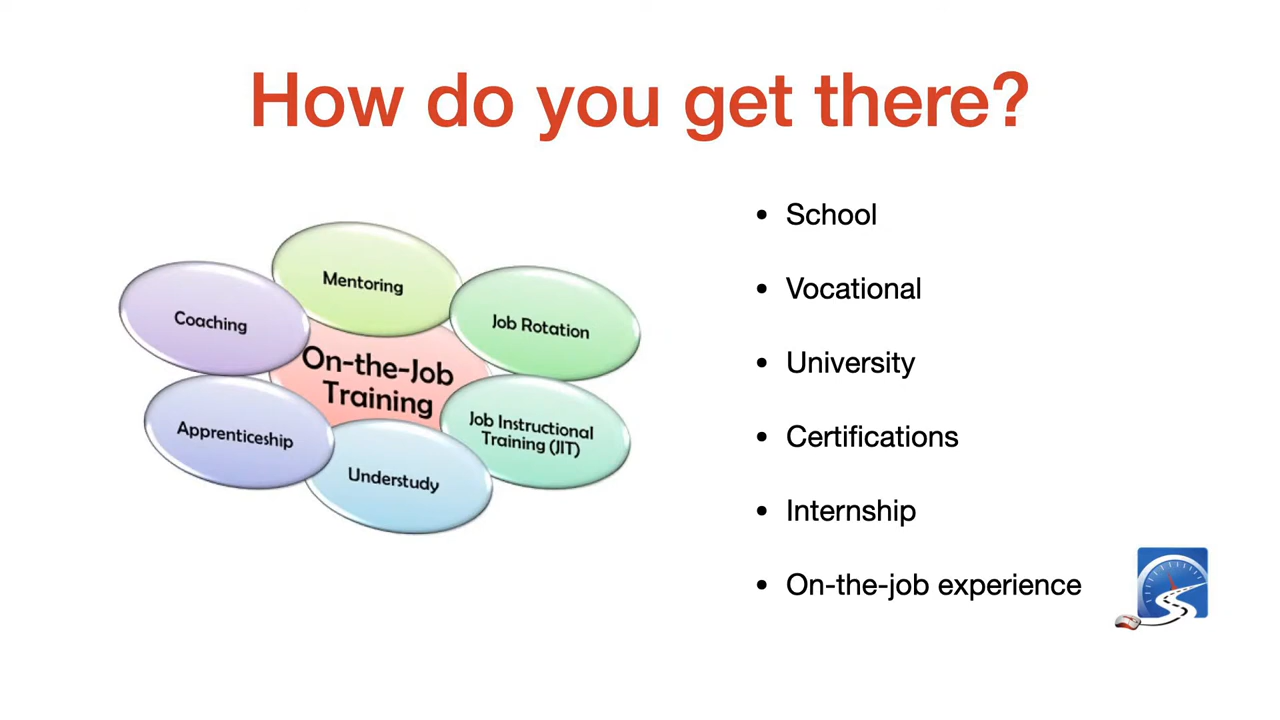 How do you get there?
Mentoring
Coaching
Job Rotation
On-the-Job
Training
Job Instructional
Training (JIT)
Apprenticeship
Understudy
• School
• Vocational
• University
• Certifications
• Internship
• On-the-job experience